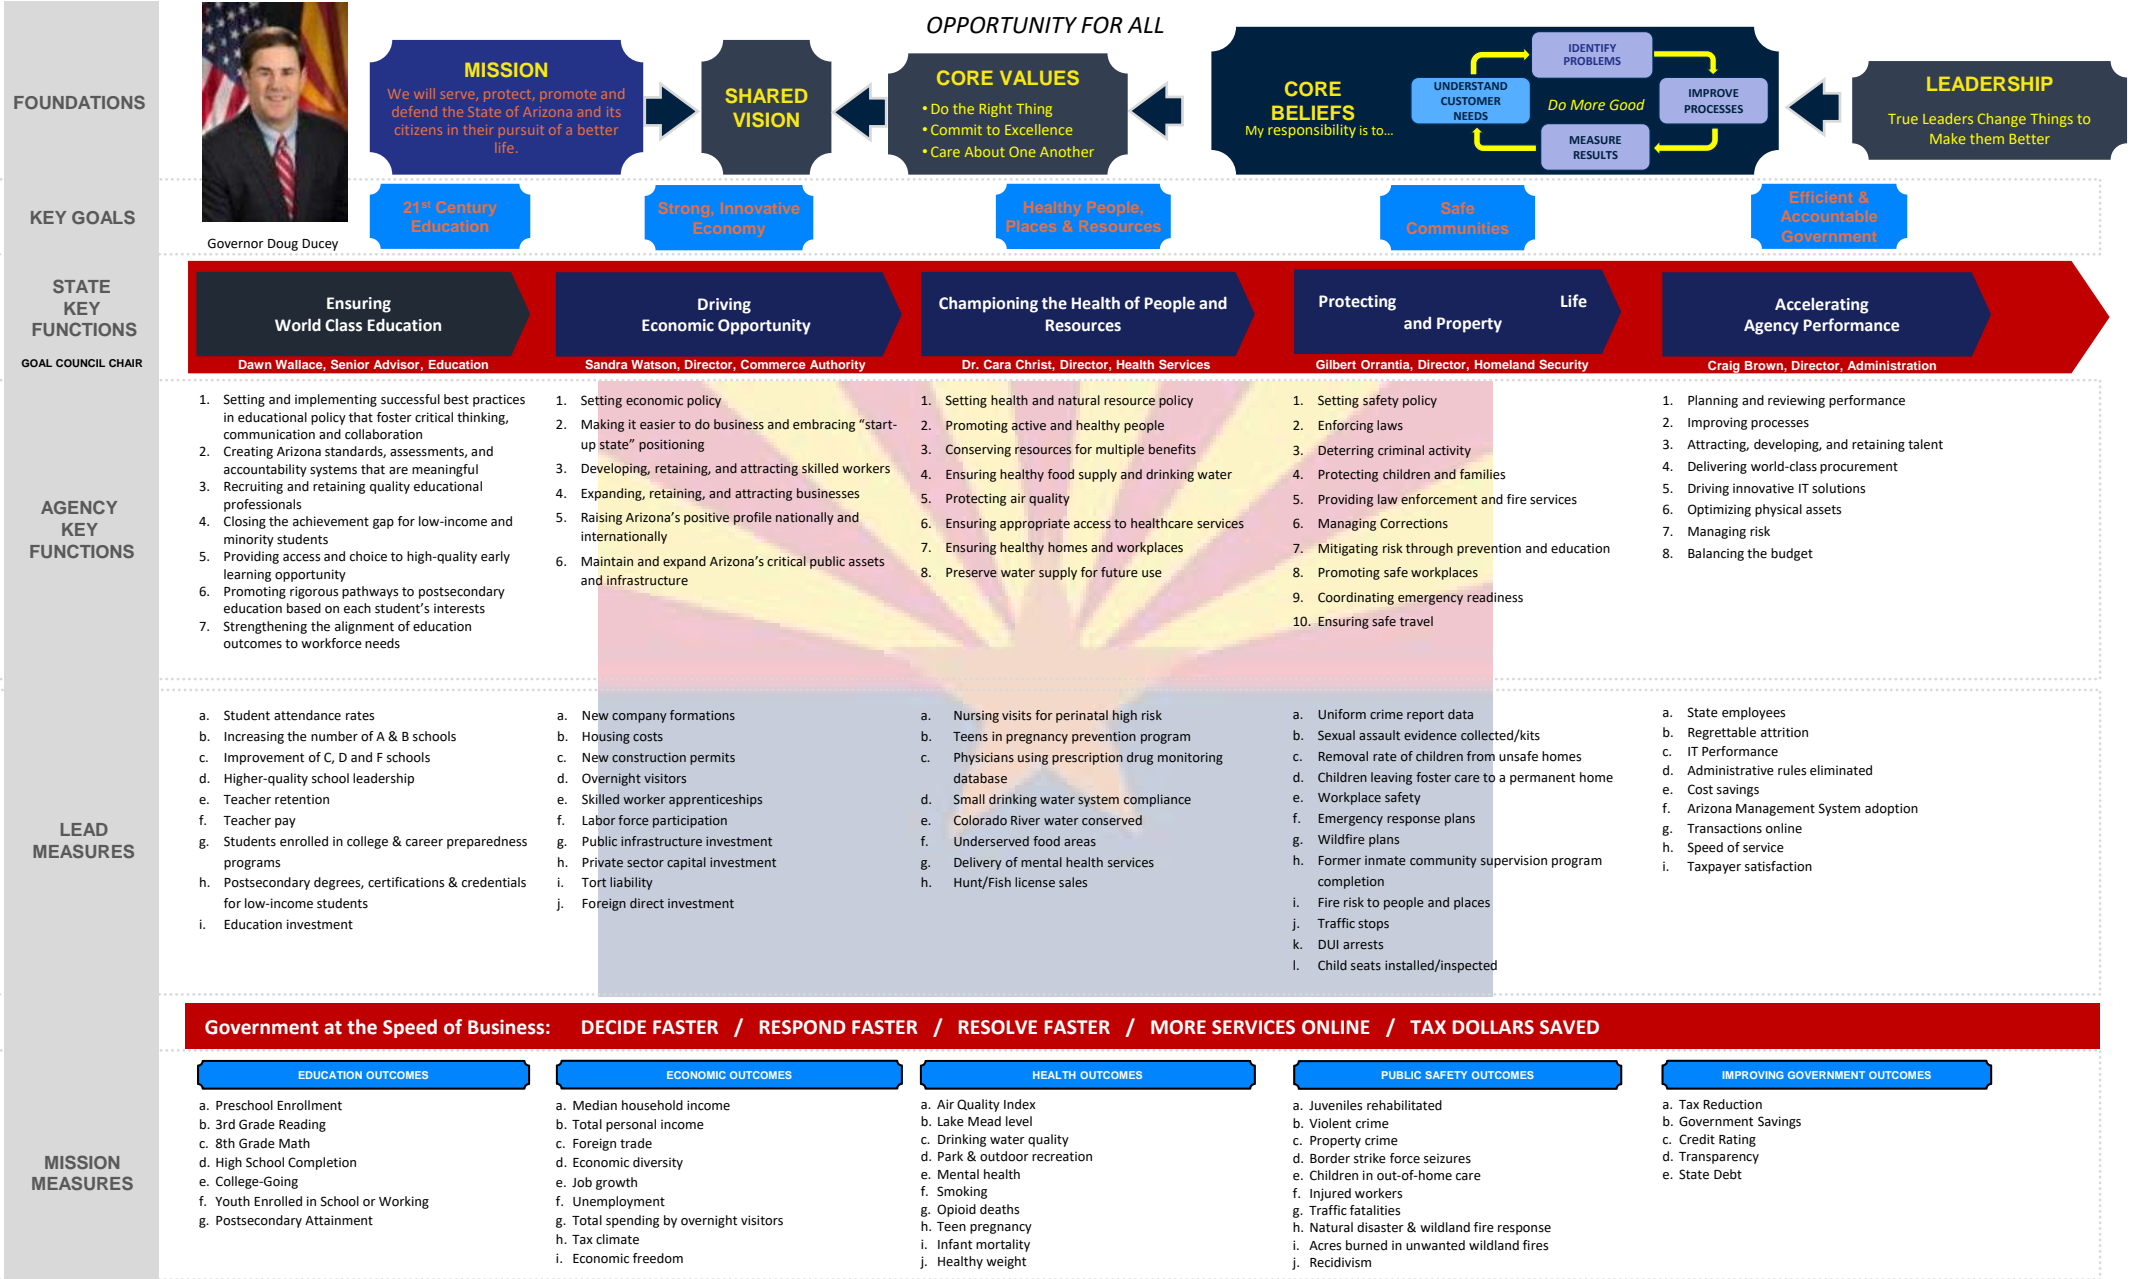 OPPORTUNITY FOR ALL
FOUNDATIONS
Governor Doug Ducey
MISSION
We will serve, protect, promote and
defend the State of Arizona and its
citizens in their pursuit of a better
life.
SHARED
VISION
CORE VALUES
• Do the Right Thing
• Commit to Excellence
• Care About One Another
CORE
BELIEFS
My responsibility is to...
IDENTIFY
PROBLEMS
UNDERSTAND
CUSTOMER
NEEDS
Do More Good
IMPROVE
PROCESSES
MEASURE
RESULTS
LEADERSHIP
True Leaders Change Things to
Make them Better
KEY GOALS
21st Century
Education
Strong, Innovative
Economy
Healthy People,
Places & Resources
Safe
Communities
Efficient &
Accountable
Government
STATE
KEY
FUNCTIONS
GOAL COUNCIL CHAIR
Ensuring
World Class Education
Dawn Wallace, Senior Advisor, Education
Driving
Economic Opportunity
Sandra Watson, Director, Commerce Authority
Championing the Health of People and
Resources
Dr. Cara Christ, Director, Health Services
Protecting Life
and Property
Gilbert Orrantia, Director, Homeland Security
Accelerating
Agency Performance
Craig Brown, Director, Administration
AGENCY
KEY
FUNCTIONS
1. Setting and implementing successful best practices
in educational policy that foster critical thinking,
communication and collaboration
2. Creating Arizona standards, assessments, and
accountability systems that are meaningful
3. Recruiting and retaining quality educational
professionals
4. Closing the achievement gap for low-income and
minority students
5. Providing access and choice to high-quality early
learning opportunity
6. Promoting rigorous pathways to postsecondary
education based on each student's interests
7. Strengthening the alignment of education
outcomes to workforce needs
1. Setting economic policy
2. Making it easier to do business and embracing “start-
up state” positioning
3. Developing, retaining, and attracting skilled workers
4. Expanding, retaining, and attracting businesses
5. Raising Arizona's positive profile nationally and
internationally
6. Maintain and expand Arizona's critical public assets
and infrastructure
1. Setting health and natural resource policy
2. Promoting active and healthy people
3. Conserving resources for multiple benefits
4. Ensuring healthy food supply and drinking water
5. Protecting air quality
6. Ensuring appropriate access to healthcare services
7. Ensuring healthy homes and workplaces
8. Preserve water supply for future use
1. Setting safety policy
2. Enforcing laws
3. Deterring criminal activity
4. Protecting children and families
5. Providing law enforcement and fire services
6. Managing Corrections
7. Mitigating risk through prevention and education
8. Promoting safe workplaces
9. Coordinating emergency readiness
10. Ensuring safe travel
1. Planning and reviewing performance
2. Improving processes
3. Attracting, developing, and retaining talent
4. Delivering world-class procurement
5. Driving innovative IT solutions
6. Optimizing physical assets
7. Managing risk
8. Balancing the budget
LEAD
MEASURES
a. Student attendance rates
b. Increasing the number of A & B schools
c. Improvement of C, D and F schools
d. Higher-quality school leadership
e. Teacher retention
f. Teacher pay
g. Students enrolled in college & career preparedness
programs
h. Postsecondary degrees, certifications & credentials
for low-income students
i. Education investment
a. New company formations
b. Housing costs
c. New construction permits
d. Overnight visitors
e. Skilled worker apprenticeships
f. Labor force participation
g. Public infrastructure investment
h. Private sector capital investment
i. Tort liability
j. Foreign direct investment
a. Nursing visits for perinatal high risk
b. Teens in pregnancy prevention program
c. Physicians using prescription drug monitoring
database
d. Small drinking water system compliance
e. Colorado River water conserved
f. Underserved food areas
g. Delivery of mental health services
h. Hunt/Fish license sales
a. Uniform crime report data
b. Sexual assault evidence collected/kits
c. Removal rate of children from unsafe homes
d. Children leaving foster care to a permanent home
e. Workplace safety
f. Emergency response plans
g. Wildfire plans
h. Former inmate community supervision program
completion
i. Fire risk to people and places
j. Traffic stops
k. DUI arrests
l. Child seats installed/inspected
a. State employees
b. Regrettable attrition
c. IT Performance
d. Administrative rules eliminated
e. Cost savings
f. Arizona Management System adoption
g. Transactions online
h. Speed of service
i. Taxpayer satisfaction
Government at the Speed of Business: DECIDE FASTER / RESPOND FASTER / RESOLVE FASTER / MORE SERVICES ONLINE / TAX DOLLARS SAVED
MISSION
MEASURES
EDUCATION OUTCOMES
a. Preschool Enrollment
b. 3rd Grade Reading
c. 8th Grade Math
d. High School Completion
e. College-Going
f. Youth Enrolled in School or Working
g. Postsecondary Attainment
ECONOMIC OUTCOMES
a. Median household income
b. Total personal income
c. Foreign trade
d. Economic diversity
e. Job growth
f. Unemployment
g. Total spending by overnight visitors
h. Tax climate
i. Economic freedom
HEALTH OUTCOMES
a. Air Quality Index
b. Lake Mead level
c. Drinking water quality
d. Park & outdoor recreation
e. Mental health
f. Smoking
g. Opioid deaths
h. Teen pregnancy
i. Infant mortality
j. Healthy weight
PUBLIC SAFETY OUTCOMES
a. Juveniles rehabilitated
b. Violent crime
c. Property crime
d. Border strike force seizures
e. Children in out-of-home care
f. Injured workers
g. Traffic fatalities
h. Natural disaster & wildland fire response
i. Acres burned in unwanted wildland fires
j. Recidivism
IMPROVING GOVERNMENT OUTCOMES
a. Tax Reduction
b. Government Savings
c. Credit Rating
d. Transparency
e. State Debt